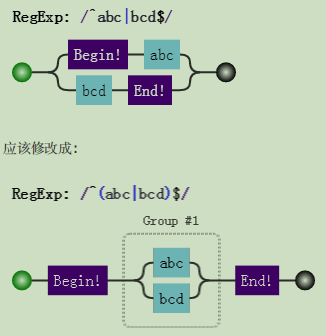 RegExp: /^abc|bcd$/
Begin! abc
bcd End!
应该修改成:
RegExp: /^(abc|bcd)$/
Group #1
abc
Begin! End!
bcd